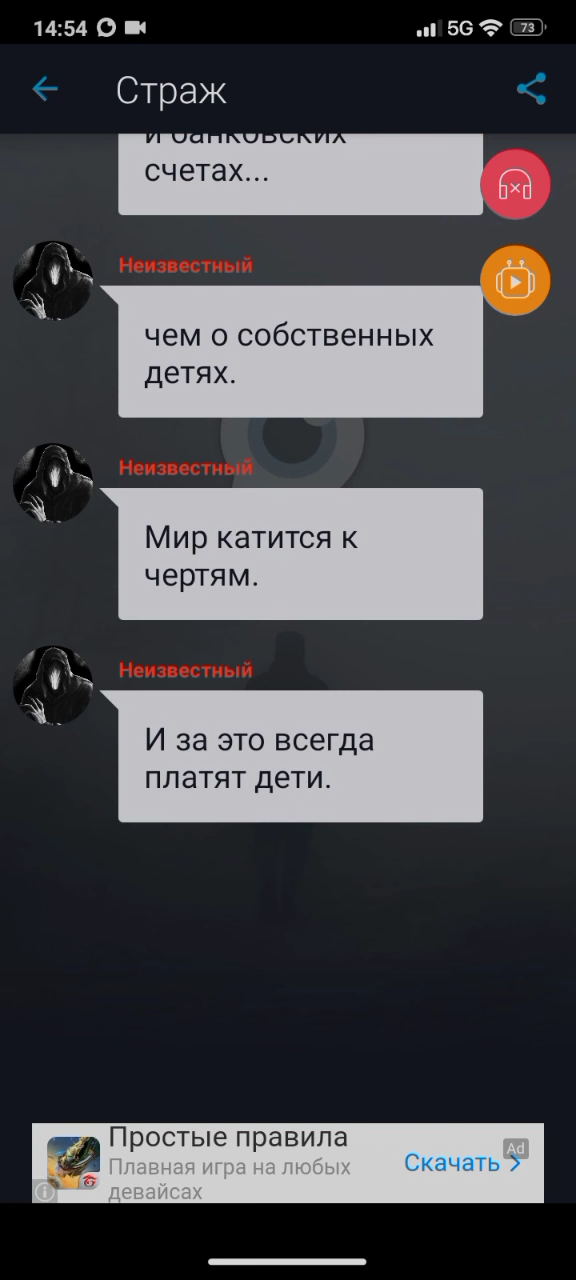 14:54 5G 73
Страж
и банковских
счетах...
Неизвестный
чем о собственных
детях.
Неизвестный
Мир катится к
чертям.
Неизвестный
И за это всегда
платят дети.
Простые правила
Ad
Плавная игра на любых
девайсах
Скачать